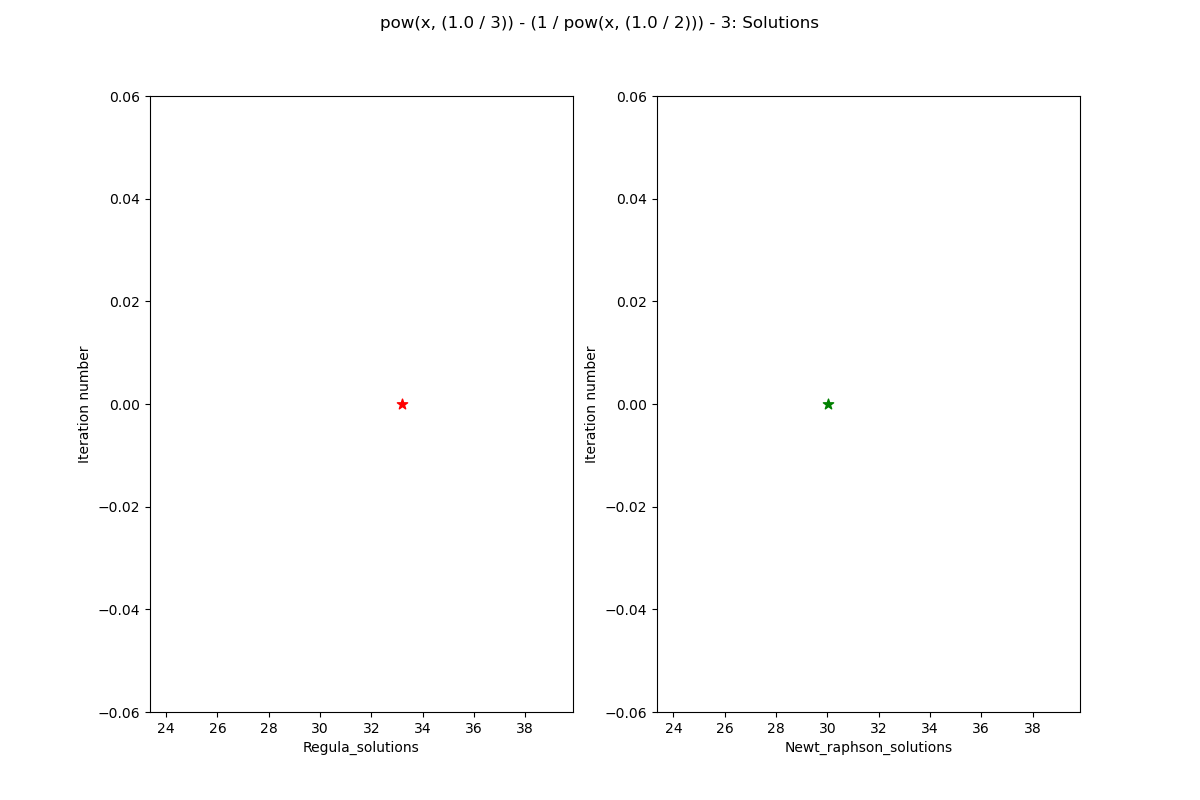 pow(x, (1.0 / 3)) - (1 / pow(x, (1.0 / 2))) - 3: Solutions
0.06
0.04
0.02
0.00
−0.02
−0.04
−0.06
Iteration number
24 26 28 30 32 34 36 38
Regula_solutions
0.06
0.04
0.02
0.00
−0.02
−0.04
−0.06
Iteration number
24 26 28 30 32 34 36 38
Newt_raphson_solutions